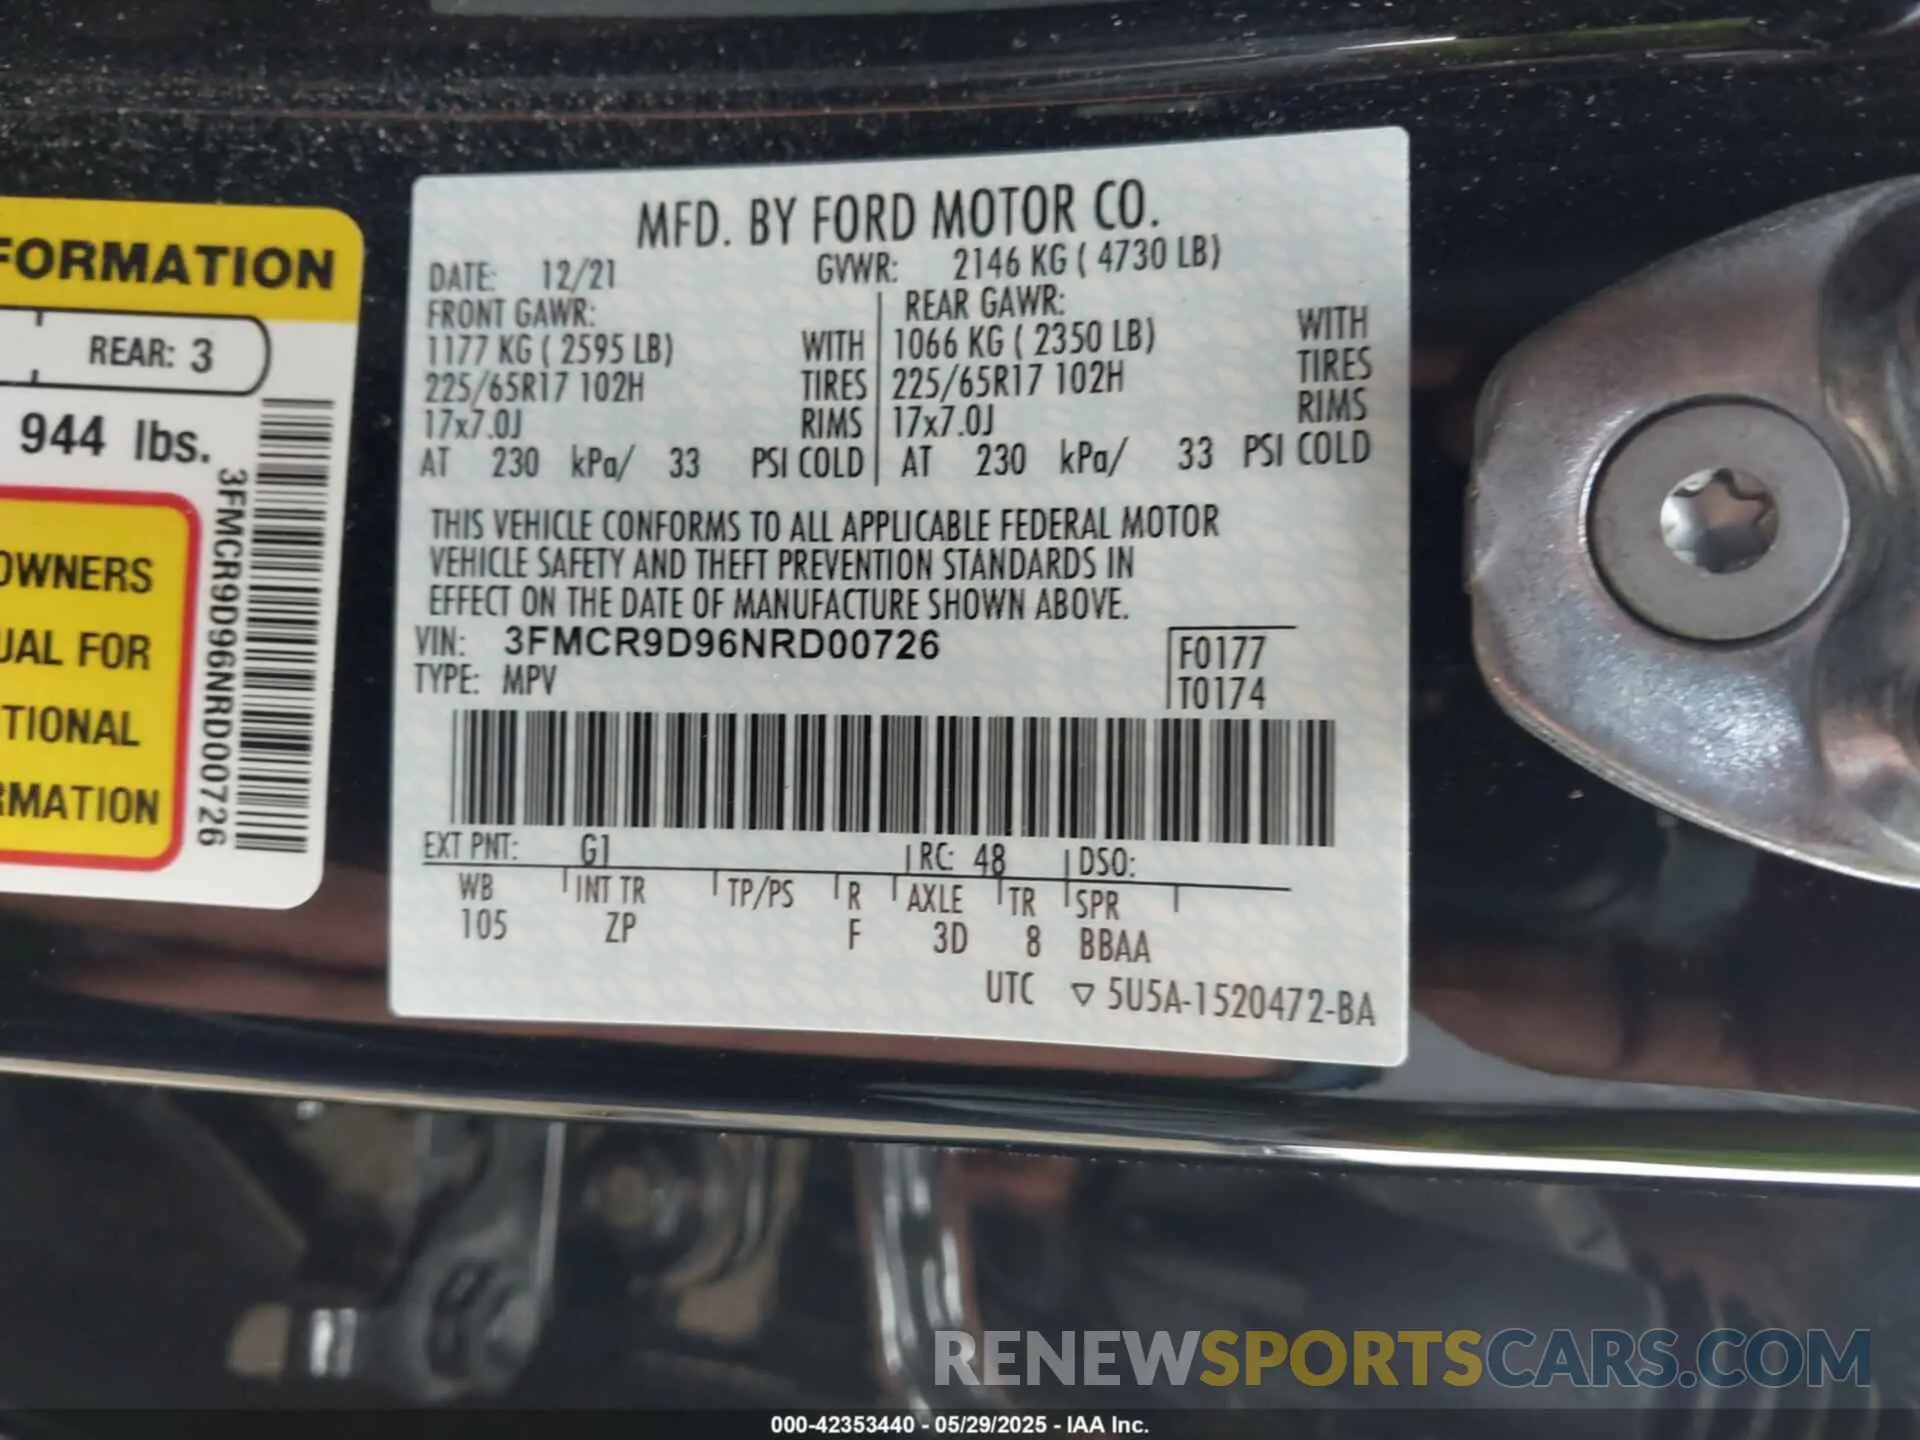 FORMATION
REAR: 3
944 lbs.
OWNERS
UAL FOR
TIONAL
RMATION
3FMCR9D96NRD00726
MFD. BY FORD MOTOR CO.
DATE: 12/21 GVWR: 2146 KG ( 4730 LB)
FRONT GAWR: REAR GAWR:
1177 KG ( 2595 LB) WITH 1066 KG ( 2350 LB) WITH
225/65R17 102H TIRES 225/65R17 102H TIRES
17x7.0J RIMS 17x7.0J RIMS
AT 230 kPa/ 33 PSI COLD AT 230 kPa/ 33 PSI COLD
THIS VEHICLE CONFORMS TO ALL APPLICABLE FEDERAL MOTOR
VEHICLE SAFETY AND THEFT PREVENTION STANDARDS IN
EFFECT ON THE DATE OF MANUFACTURE SHOWN ABOVE.
VIN: 3FMCR9D96NRD00726 F0177
TYPE: MPV T0174
EXT PNT: G1 RC: 48 DSO:
WB INT TR TP/PS R AXLE TR SPR
105 ZP F 3D 8 BBAA
UTC ▽ 5U5A-1520472-BA
RENEWSPORTSCARS.COM
000-42353440 - 05/29/2025 - IAA Inc.